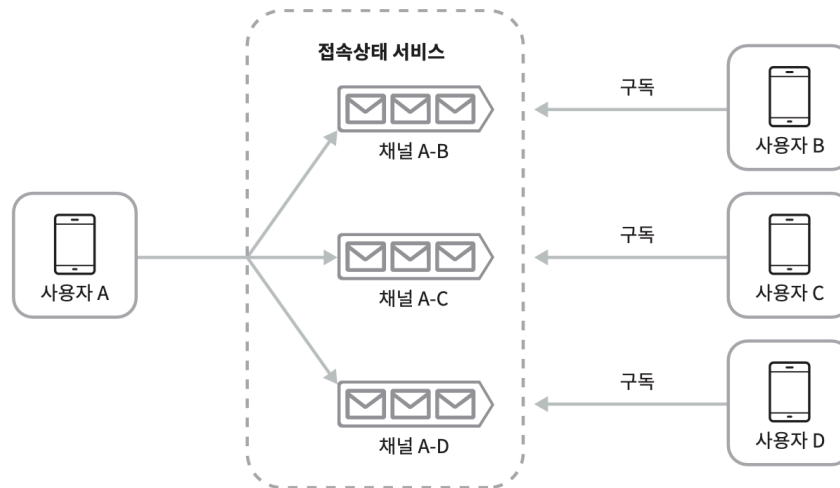 접속상태 서비스
구독
사용자 B
채널 A-B
사용자 A
구독
사용자 C
채널 A-C
구독
사용자 D
채널 A-D